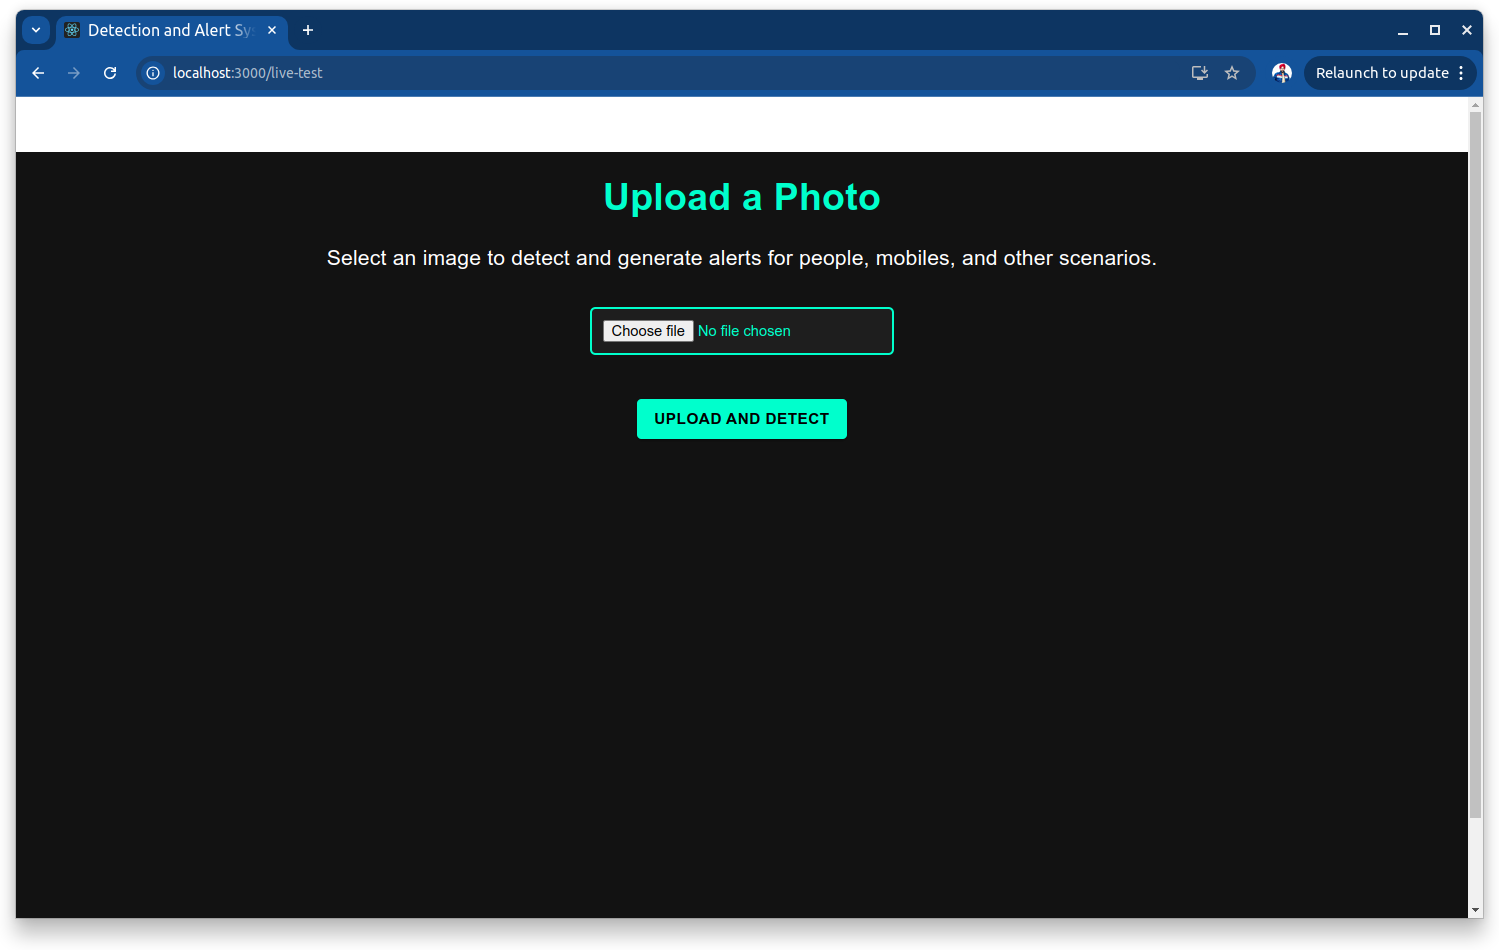 Detection and Alert Sys
localhost:3000/live-test
Relaunch to update
Upload a Photo
Select an image to detect and generate alerts for people, mobiles, and other scenarios.
Choose file No file chosen
UPLOAD AND DETECT